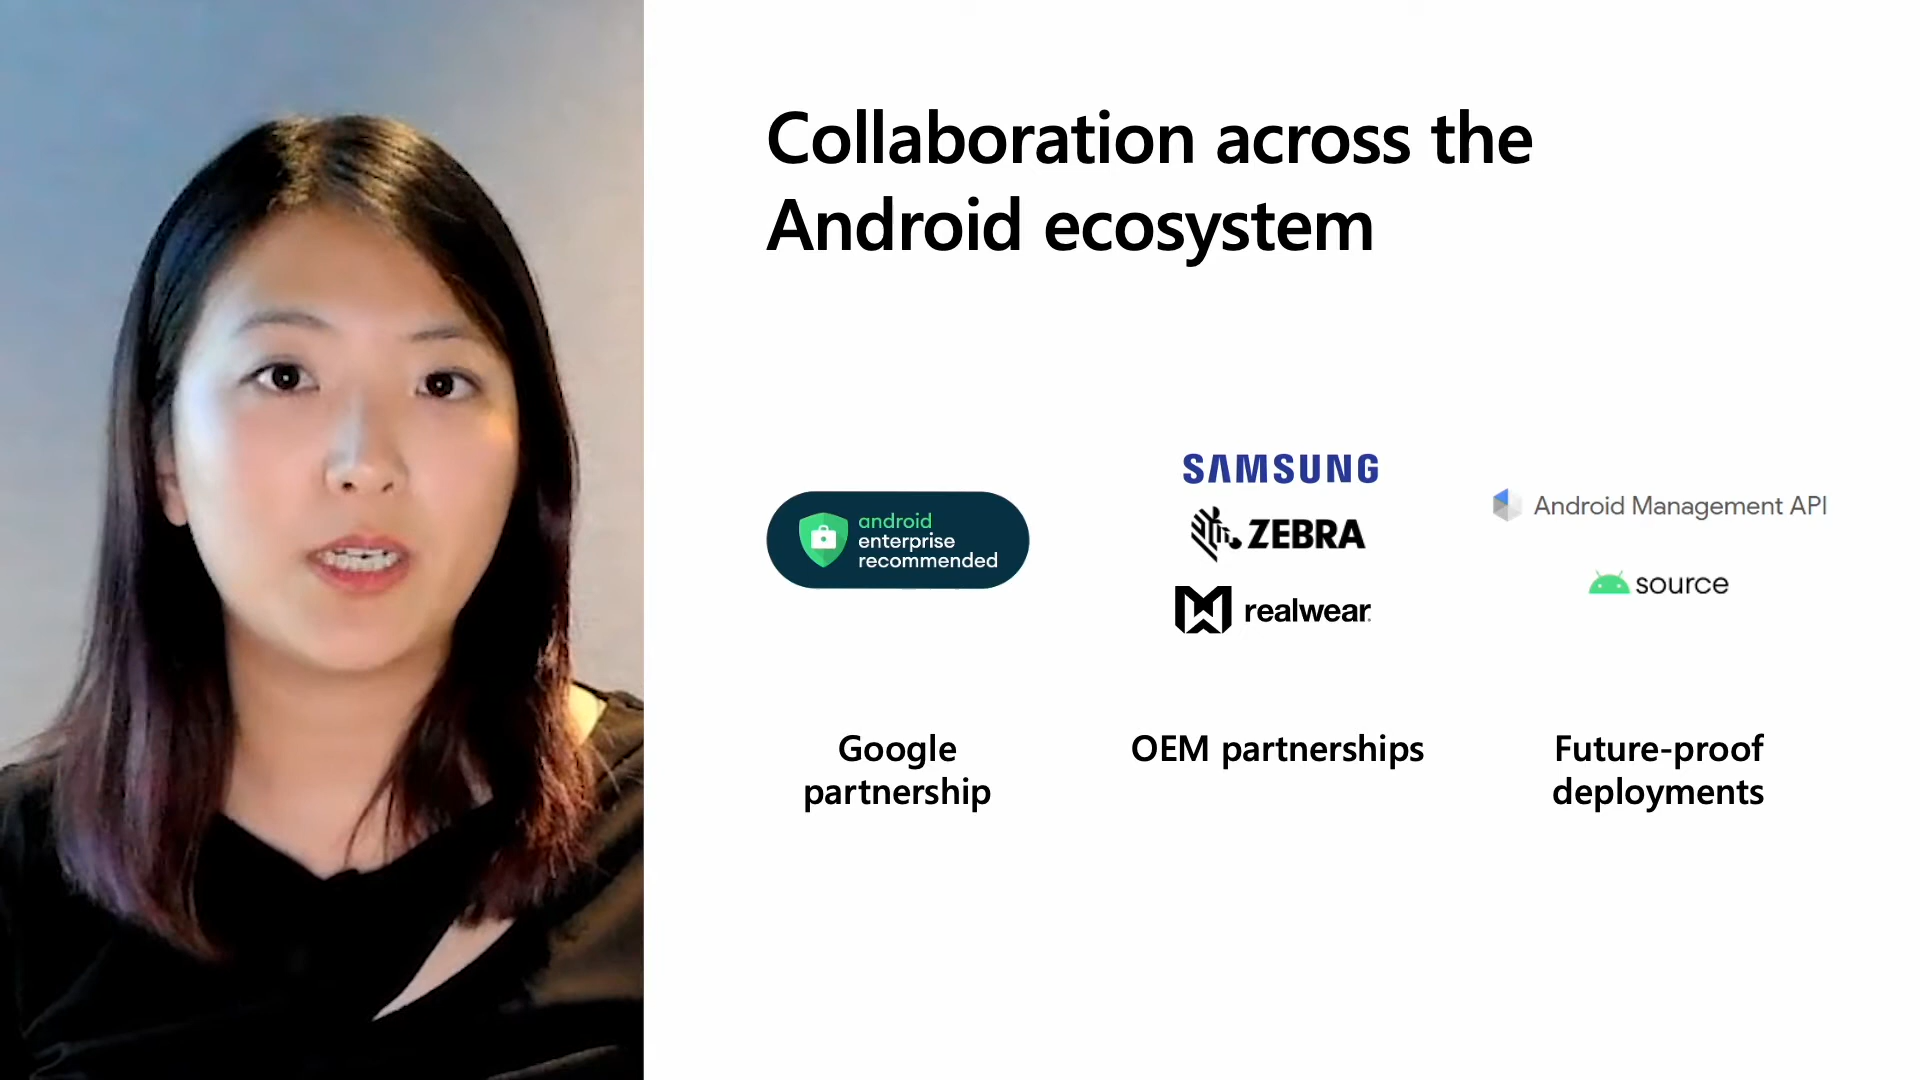 Collaboration across the
Android ecosystem
android
enterprise
recommended
SAMSUNG
ZEBRA
realwear
Android Management API
source
Google
partnership
OEM partnerships
Future-proof
deployments